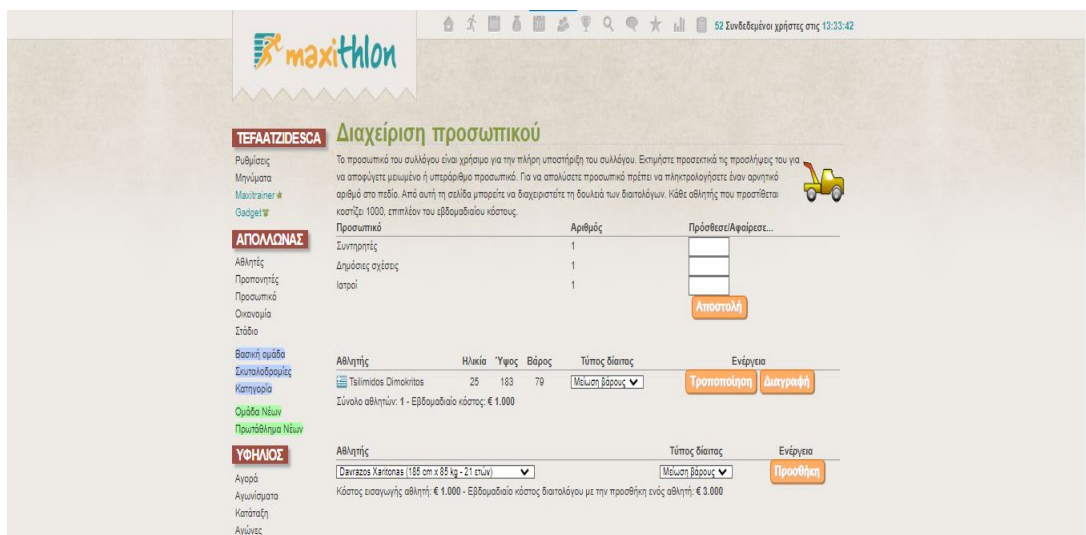 52 Συνδεδεμένοι χρήστες στις 13:33:42
maxithlon
TEFAATZIDESCA
Ρυθμίσεις
Μηνύματα
Maxitrainer
Gadget
ΑΠΟΛΛΩΝΑΣ
Αθλητές
Προπονητές
Προσωπικό
Οικονομία
Στάδιο
Βασική ομάδα
Σκυταλοδρομίες
Κατηγορία
Ομάδα Νέων
Πρωτάθλημα Νέων
ΥΦΗΛΙΟΣ
Αγορά
Αγωνίσματα
Κατάταξη
Αγώνες
Διαχείριση προσωπικού
Το προσωπικό του συλλόγου είναι χρήσιμο για την πλήρη υποστήριξη του συλλόγου. Εκτιμήστε προσεκτικά τις προσλήψεις του για
να αποφύγετε μειωμένο ή υπεράριθμο προσωπικό. Για να απολύσετε προσωπικό πρέπει να πληκτρολογήσετε έναν αρνητικό
αριθμό στο πεδίο. Από αυτή τη σελίδα μπορείτε να διαχειριστείτε τη δουλειά των διαιτολόγων. Κάθε αθλητής που προστίθεται
κοστίζει 1000, επιπλέον του εβδομαδιαίου κόστους.
Προσωπικό Αριθμός Πρόσθεσε/Αφαίρεσε...
Συντηρητές 1
Δημόσιες σχέσεις 1
Ιατροί 1
Αποστολή
Αθλητής Ηλικία Ύψος Βάρος Τύπος δίαιτας Ενέργεια
Tsilimidos Dimokritos 25 183 79 Μείωση βάρους Τροποποίηση Διαγραφή
Σύνολο αθλητών: 1 - Εβδομαδιαίο κόστος: € 1.000
Αθλητής Τύπος δίαιτας Ενέργεια
Davrazos Xaritonas (185 cm x 85 kg - 21 ετών) Μείωση βάρους Προσθήκη
Κόστος εισαγωγής αθλητή: € 1.000 - Εβδομαδιαίο κόστος διαιτολόγου με την προσθήκη ενός αθλητή: € 3.000